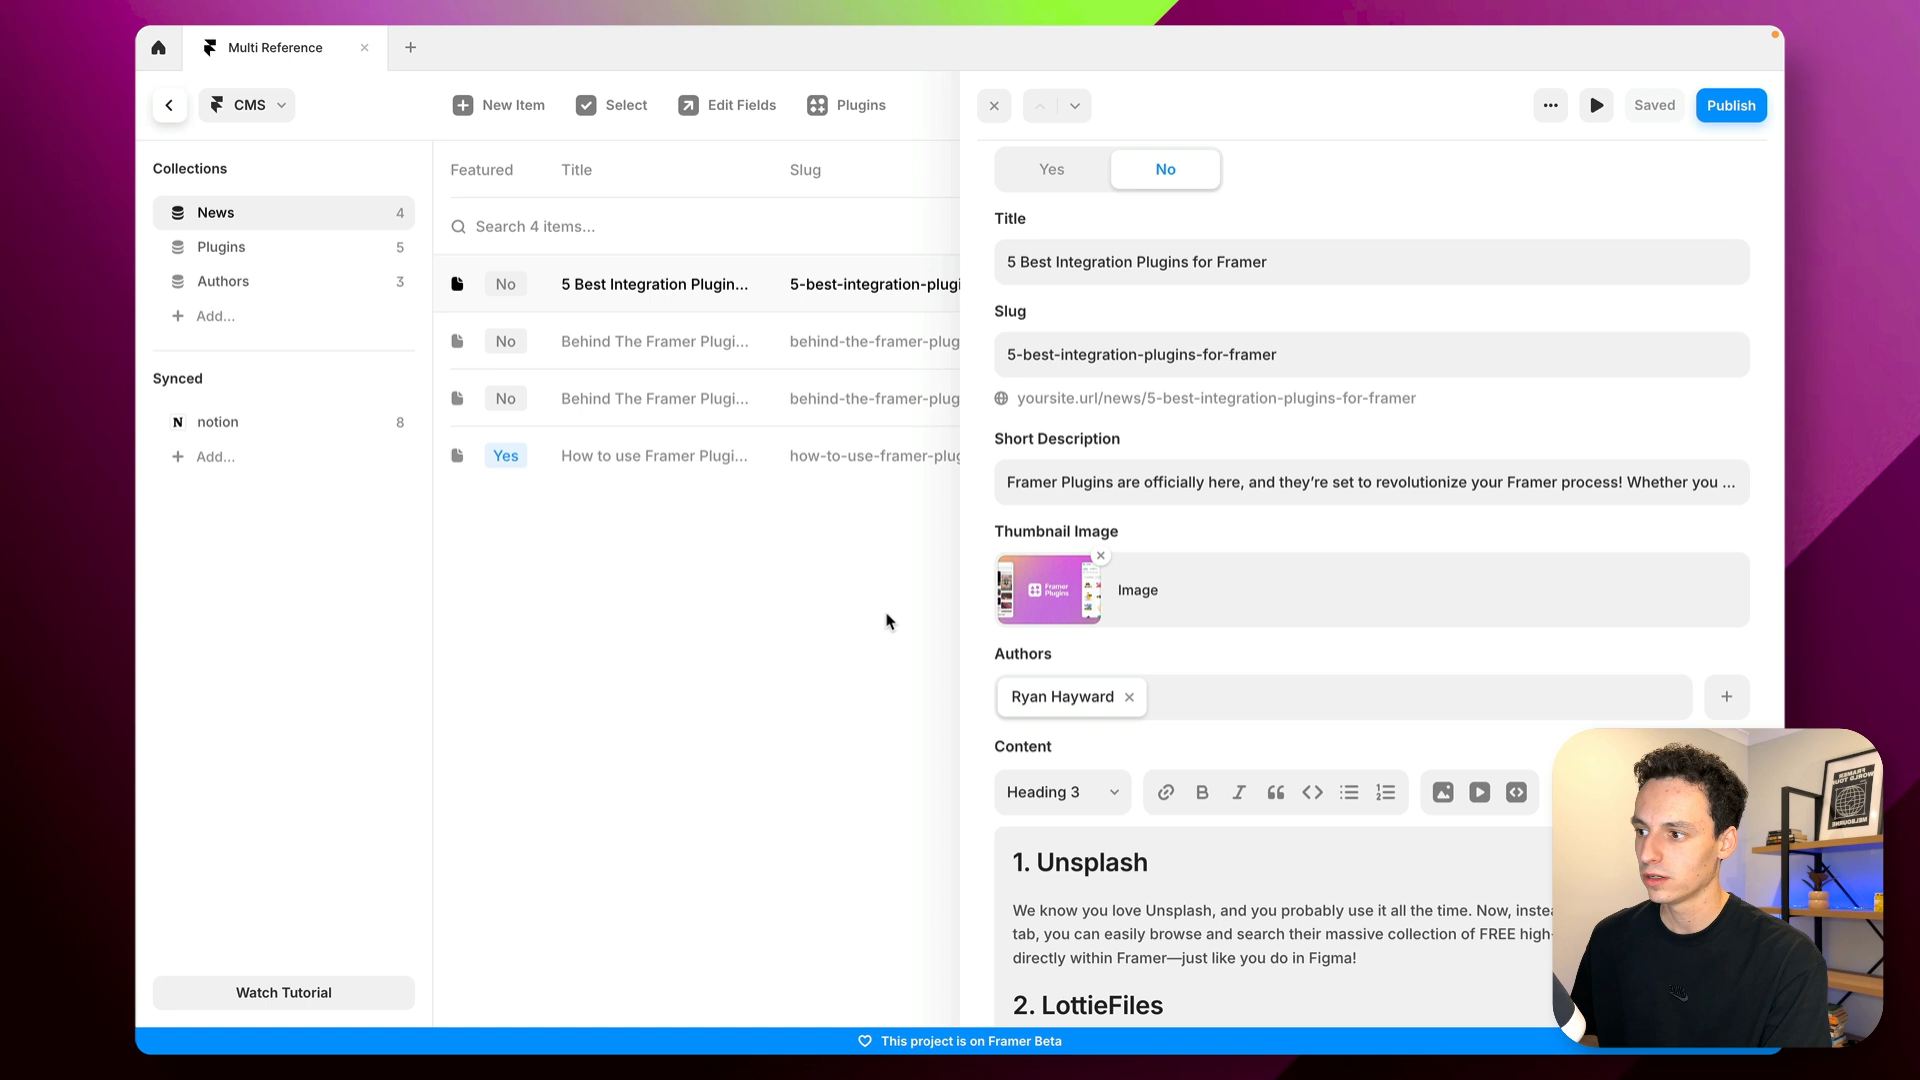 Multi Reference
CMS
New Item
Select
Edit Fields
Plugins
Saved
Publish
Collections
News 4
Plugins 5
Authors 3
Add...
Synced
notion 8
Add...
Watch Tutorial
Featured Title Slug
Search 4 items...
No 5 Best Integration Plugin... 5-best-integration-plugi
No Behind The Framer Plugi... behind-the-framer-plug
No Behind The Framer Plugi... behind-the-framer-plug
Yes How to use Framer Plugi... how-to-use-framer-plug
Yes No
Title
5 Best Integration Plugins for Framer
Slug
5-best-integration-plugins-for-framer
yoursite.url/news/5-best-integration-plugins-for-framer
Short Description
Framer Plugins are officially here, and they’re set to revolutionize your Framer process! Whether you ...
Thumbnail Image
Framer
Plugins
Image
Authors
Ryan Hayward
Content
Heading 3
1. Unsplash
We know you love Unsplash, and you probably use it all the time. Now, inste
tab, you can easily browse and search their massive collection of FREE high-
directly within Framer—just like you do in Figma!
2. LottieFiles
This project is on Framer Beta